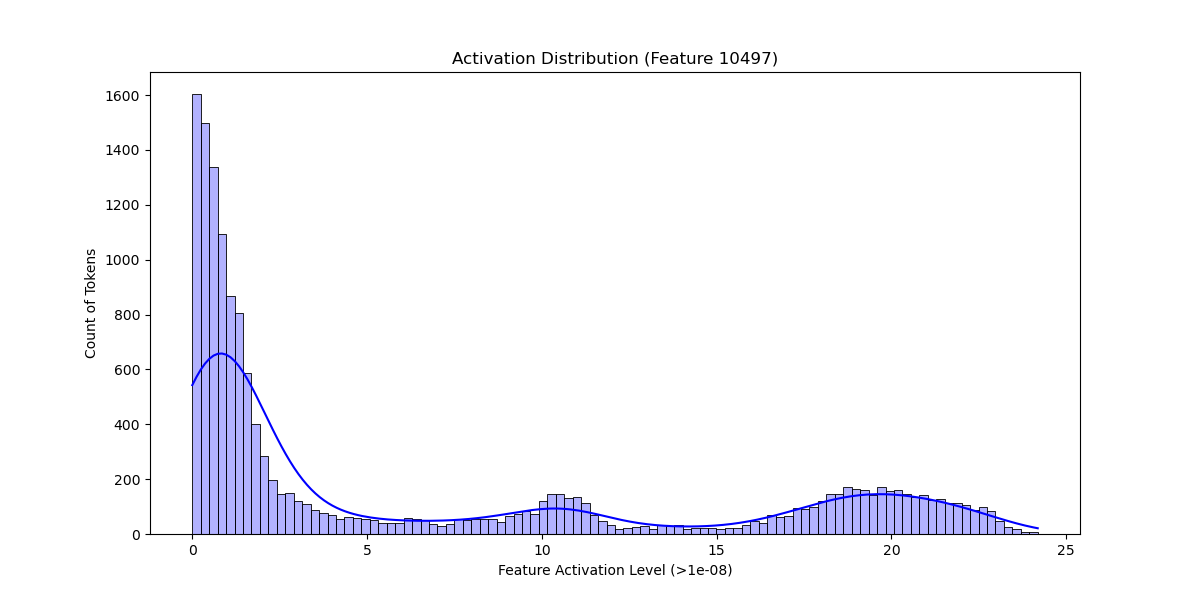 Activation Distribution (Feature 10497)
1600
1400
1200
1000
800
600
400
200
0
Count of Tokens
0 5 10 15 20 25
Feature Activation Level (>1e-08)